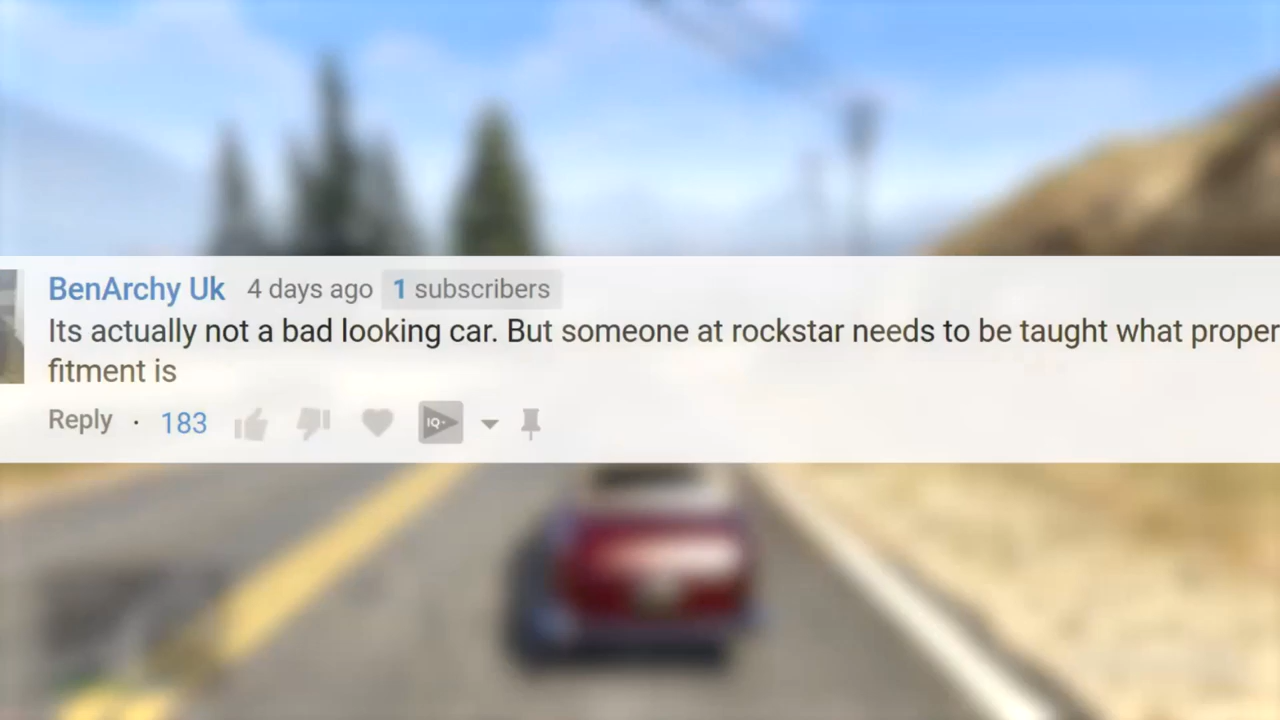 BenArchy Uk 4 days ago 1 subscribers
Its actually not a bad looking car. But someone at rockstar needs to be taught what proper
fitment is
Reply · 183 IQ